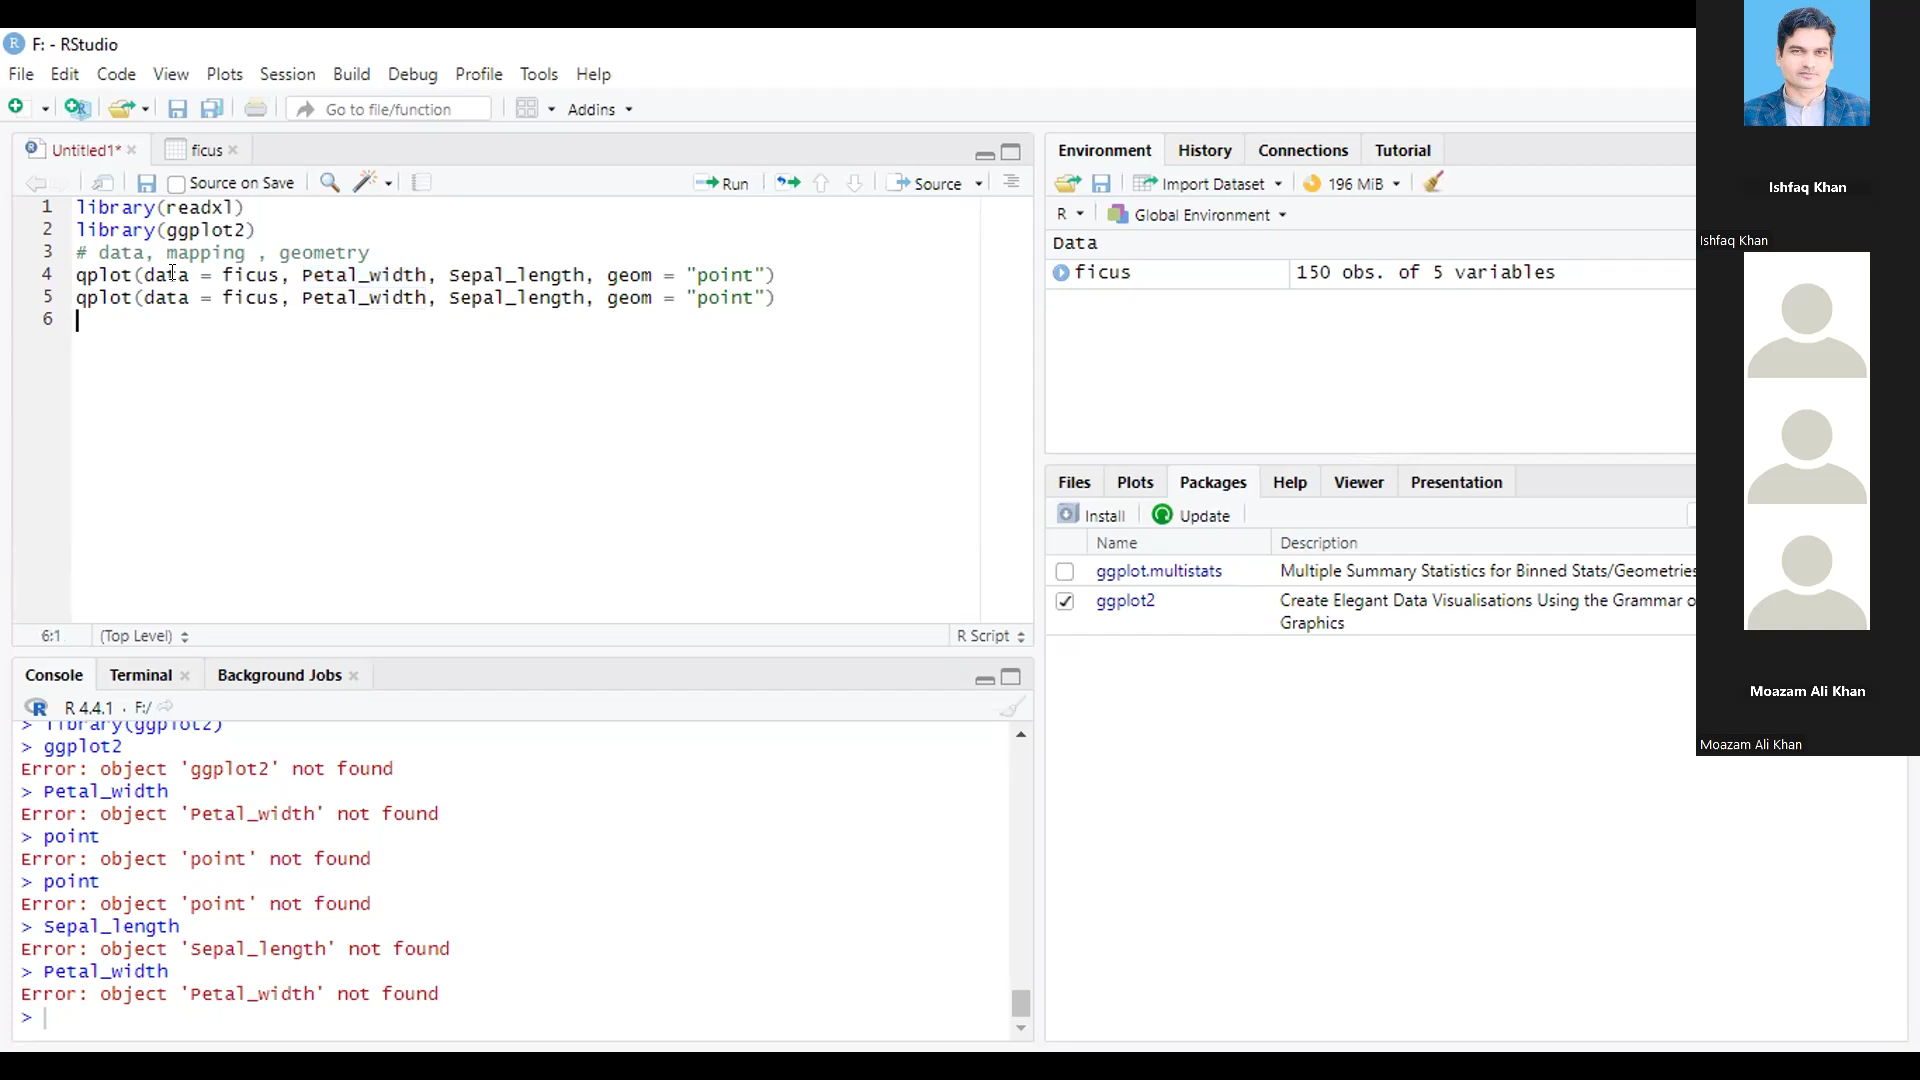 F: - RStudio
File Edit Code View Plots Session Build Debug Profile Tools Help
Go to file/function Addins
Untitled1* ficus
Source on Save Run Source
1 library(readxl)
2 library(ggplot2)
3 # data, mapping , geometry
4 qplot(data = ficus, Petal_width, Sepal_length, geom = "point")
5 qplot(data = ficus, Petal_width, Sepal_length, geom = "point")
6
6:1 (Top Level) R Script
Console Terminal Background Jobs
R 4.4.1 · F:/
> library(ggplot2)
> ggplot2
Error: object 'ggplot2' not found
> Petal_width
Error: object 'Petal_width' not found
> point
Error: object 'point' not found
> point
Error: object 'point' not found
> Sepal_length
Error: object 'Sepal_length' not found
> Petal_width
Error: object 'Petal_width' not found
>
Environment History Connections Tutorial
Import Dataset 196 MiB
R Global Environment
Data
ficus 150 obs. of 5 variables
Files Plots Packages Help Viewer Presentation
Install Update
Name Description
ggplot.multistats Multiple Summary Statistics for Binned Stats/Geometries
ggplot2 Create Elegant Data Visualisations Using the Grammar o
Graphics
Ishfaq Khan
Ishfaq Khan
Moazam Ali Khan
Moazam Ali Khan